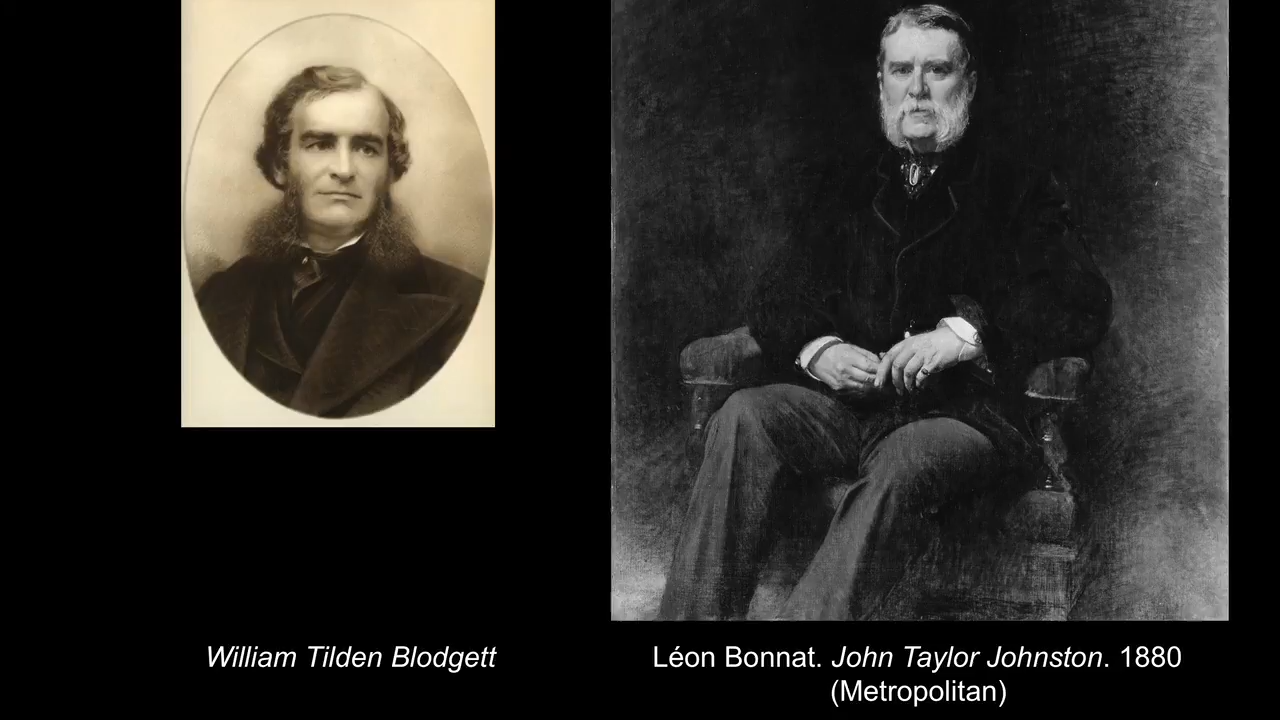 William Tilden Blodgett
Léon Bonnat. John Taylor Johnston. 1880
(Metropolitan)